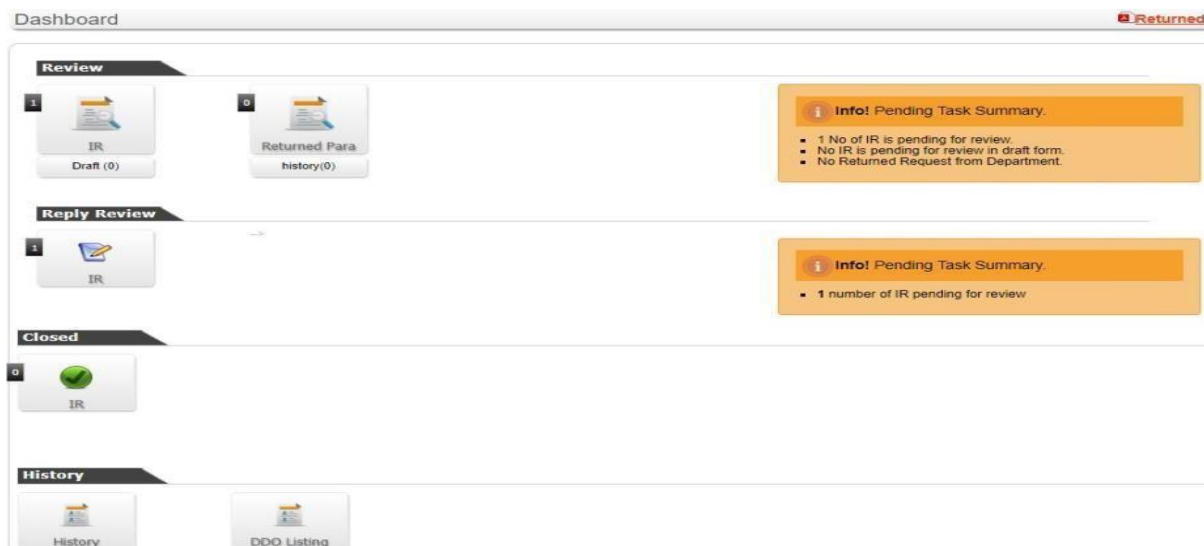 Dashboard
Returned
Review
1
IR
Draft (0)
0
Returned Para
history(0)
Info! Pending Task Summary.
1 No of IR is pending for review.
No IR is pending for review in draft form.
No Returned Request from Department.
Reply Review
1
IR
-->
Info! Pending Task Summary.
1 number of IR pending for review
Closed
0
IR
History
History
DDO Listing